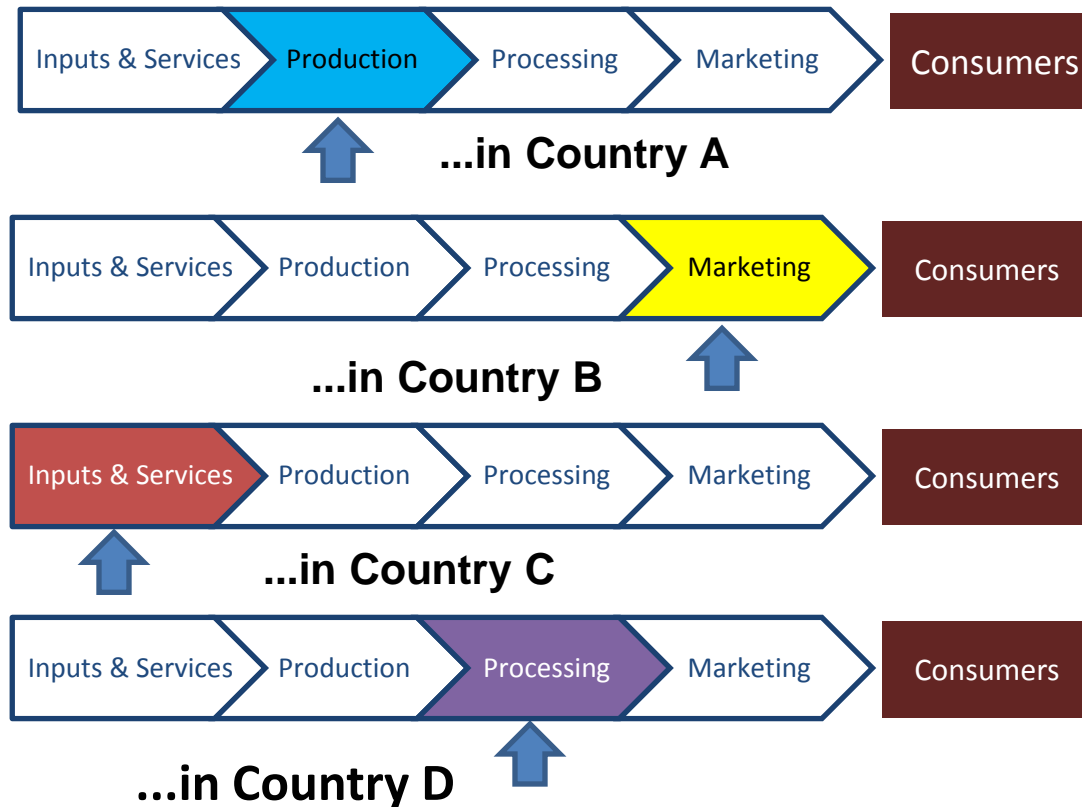 Inputs & Services Production Processing Marketing Consumers
...in Country A
Inputs & Services Production Processing Marketing Consumers
...in Country B
Inputs & Services Production Processing Marketing Consumers
...in Country C
Inputs & Services Production Processing Marketing Consumers
...in Country D